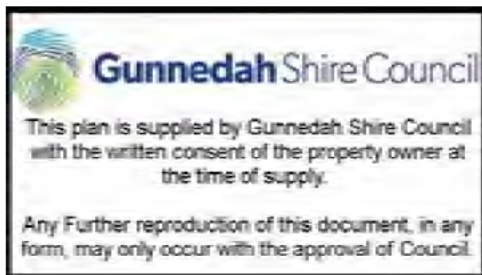 Gunnedah Shire Council
This plan is supplied by Gunnedah Shire Council
with the written consent of the property owner at
the time of supply.
Any Further reproduction of this document, in any
form, may only occur with the approval of Council.